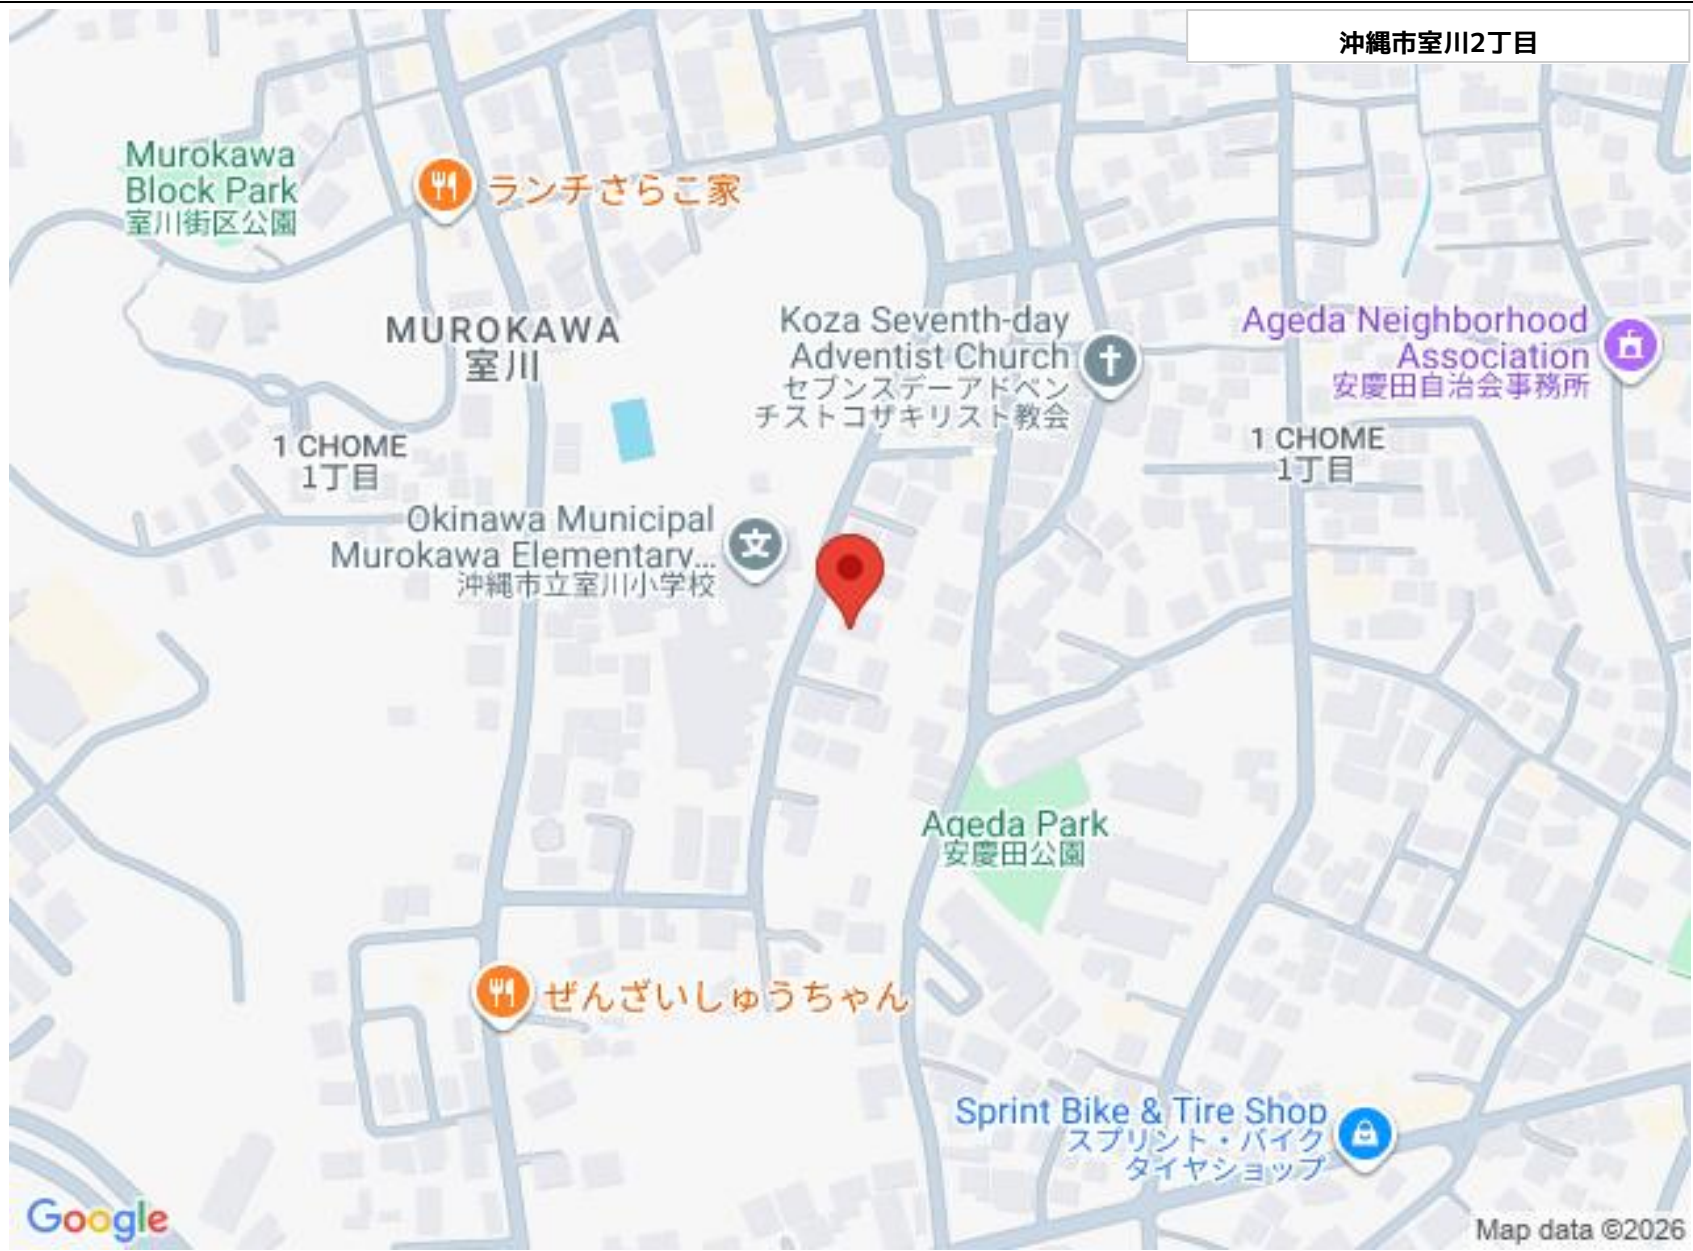 沖縄市室川2丁目
Murokawa
Block Park
室川街区公園
ランチさらこ家
MUROKAWA
室川
Koza Seventh-day
Adventist Church
セブンスデーアドベン
チストコザキリスト教会
Ageda Neighborhood
Association
安慶田自治会事務所
1 CHOME
1丁目
1 CHOME
1丁目
Okinawa Municipal
Murokawa Elementary...
沖縄市立室川小学校
文
Ageda Park
安慶田公園
ぜんざいしゅうちゃん
Sprint Bike & Tire Shop
スプリント・バイク
タイヤショップ
Google
Map data ©2026